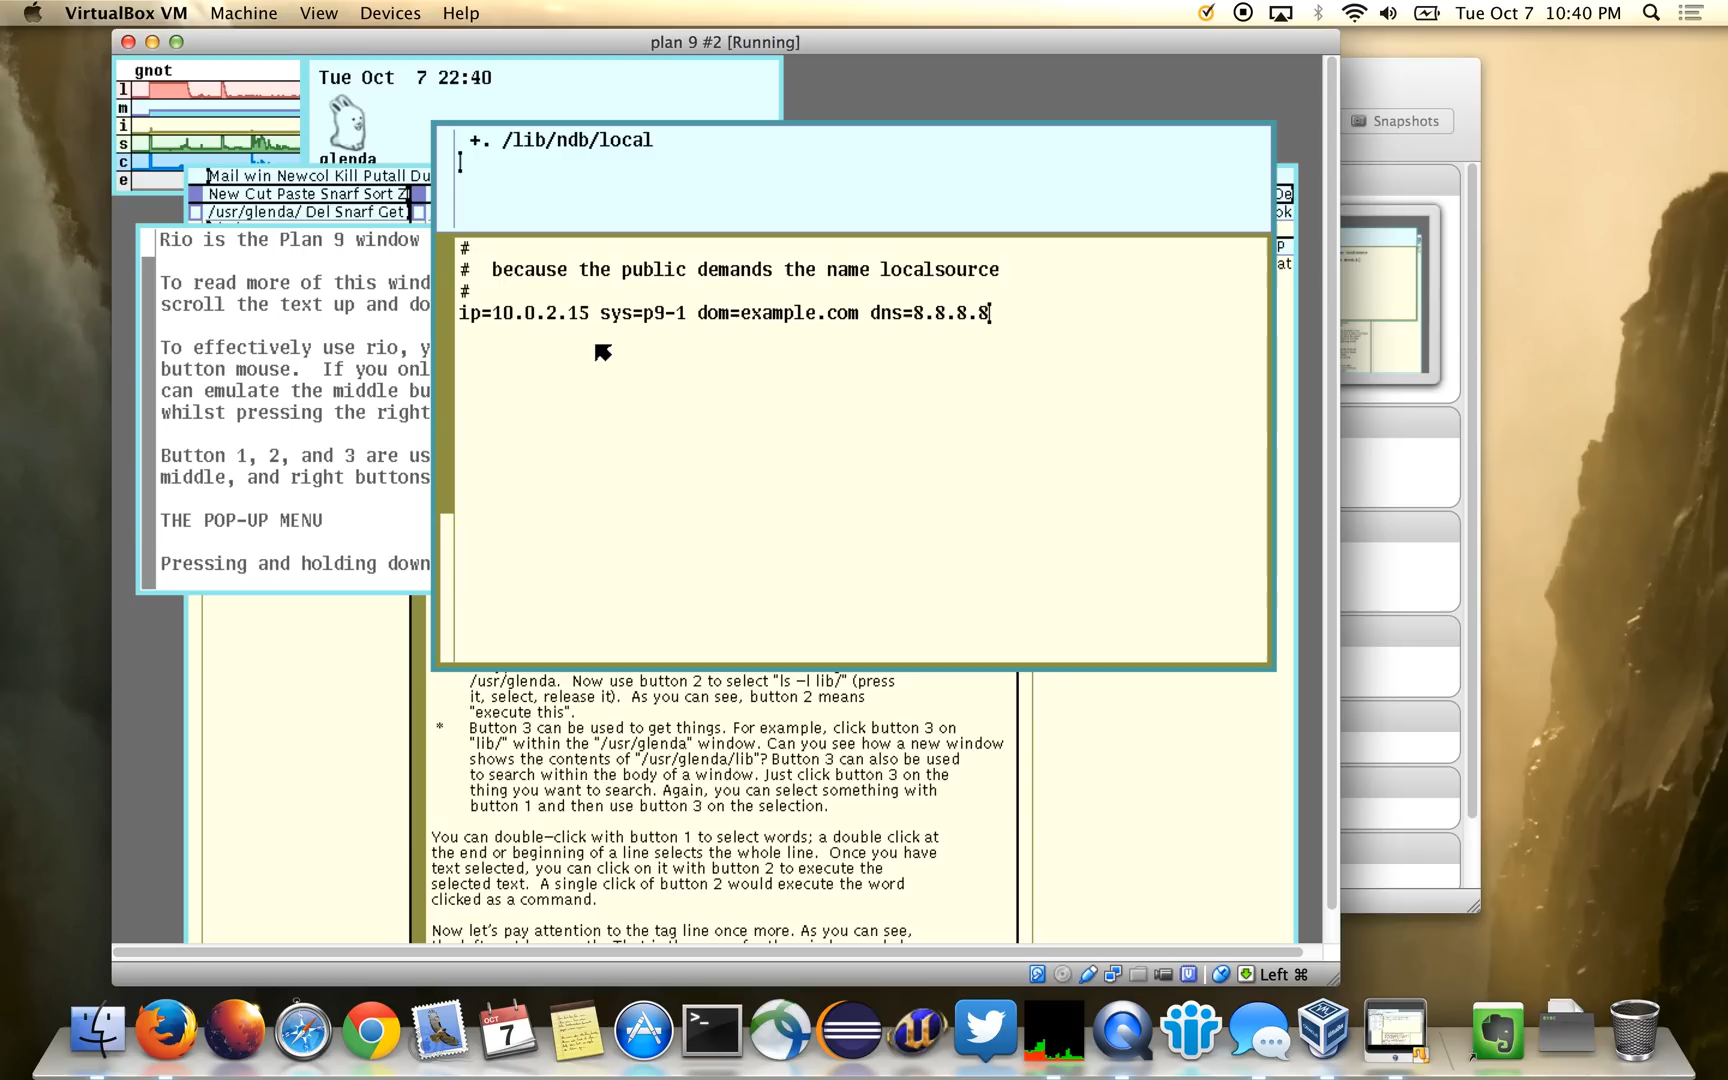 VirtualBox VM Machine View Devices Help
Tue Oct 7 10:40 PM
plan 9 #2 [Running]
gnot
l
m
i
s
c
e
Tue Oct 7 22:40
glenda
Snapshots
Mail win Newcol Kill Putall Du
New Cut Paste Snarf Sort Z
/usr/glenda/ Del Snarf Get
+. /lib/ndb/local
#
# because the public demands the name localsource
#
ip=10.0.2.15 sys=p9-1 dom=example.com dns=8.8.8.8
Rio is the Plan 9 window
To read more of this wind
scroll the text up and do
To effectively use rio, y
button mouse. If you onl
can emulate the middle bu
whilst pressing the right
Button 1, 2, and 3 are us
middle, and right buttons
THE POP-UP MENU
Pressing and holding down
/usr/glenda. Now use button 2 to select "ls –l lib/" (press
it, select, release it). As you can see, button 2 means
"execute this".
* Button 3 can be used to get things. For example, click button 3 on
"lib/" within the "/usr/glenda" window. Can you see how a new window
shows the contents of "/usr/glenda/lib"? Button 3 can also be used
to search within the body of a window. Just click button 3 on the
thing you want to search. Again, you can select something with
button 1 and then use button 3 on the selection.
You can double–click with button 1 to select words; a double click at
the end or beginning of a line selects the whole line. Once you have
text selected, you can click on it with button 2 to execute the
selected text. A single click of button 2 would execute the word
clicked as a command.
Now let's pay attention to the tag line once more. As you can see,
De
ok
P
at
Left ⌘
OCT
7